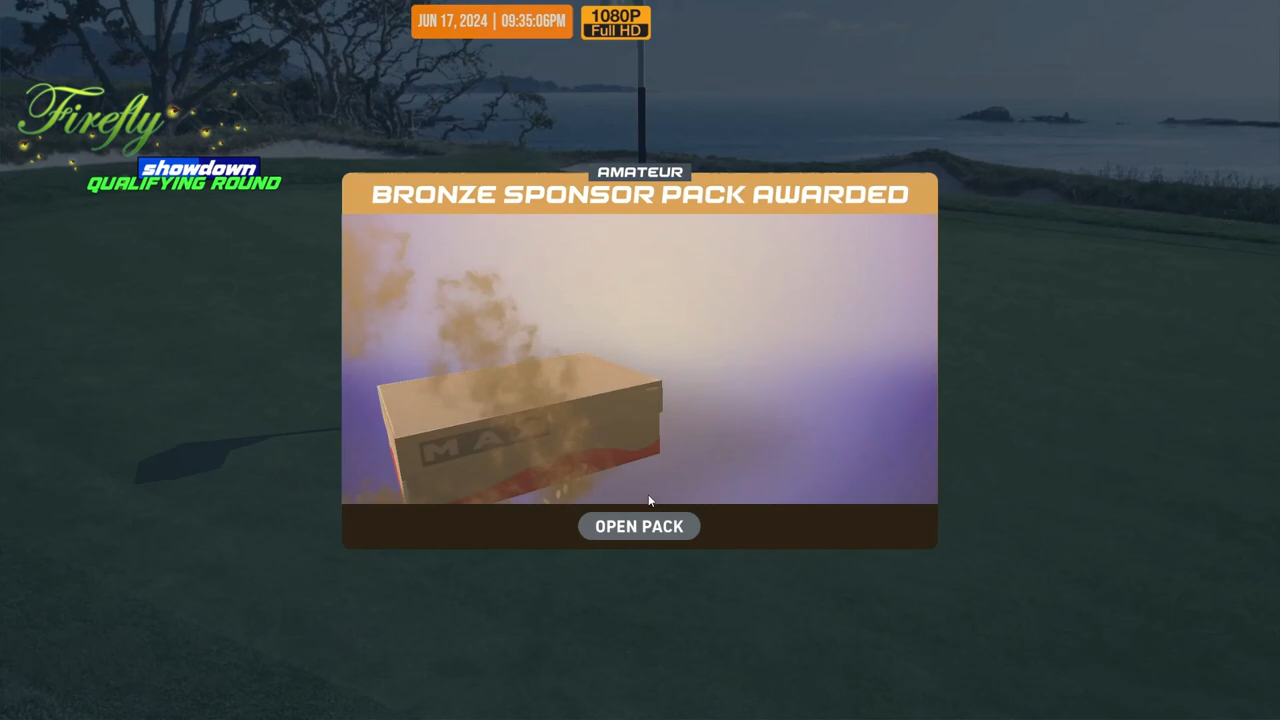 JUN 17, 2024 | 09:35:06PM
1080P
Full HD
Firefly
showdown
QUALIFYING ROUND
AMATEUR
BRONZE SPONSOR PACK AWARDED
OPEN PACK